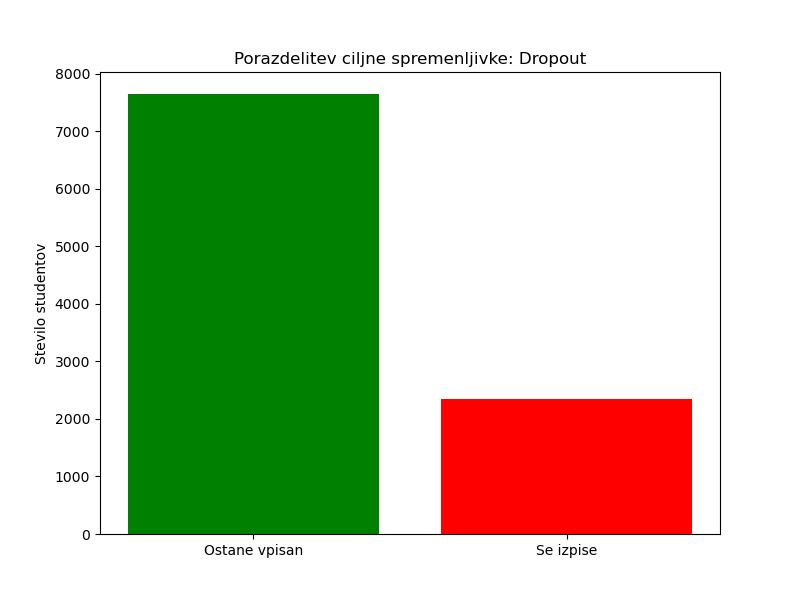 Porazdelitev ciljne spremenljivke: Dropout
8000
7000
6000
5000
4000
3000
2000
1000
0
Stevilo studentov
Ostane vpisan
Se izpise